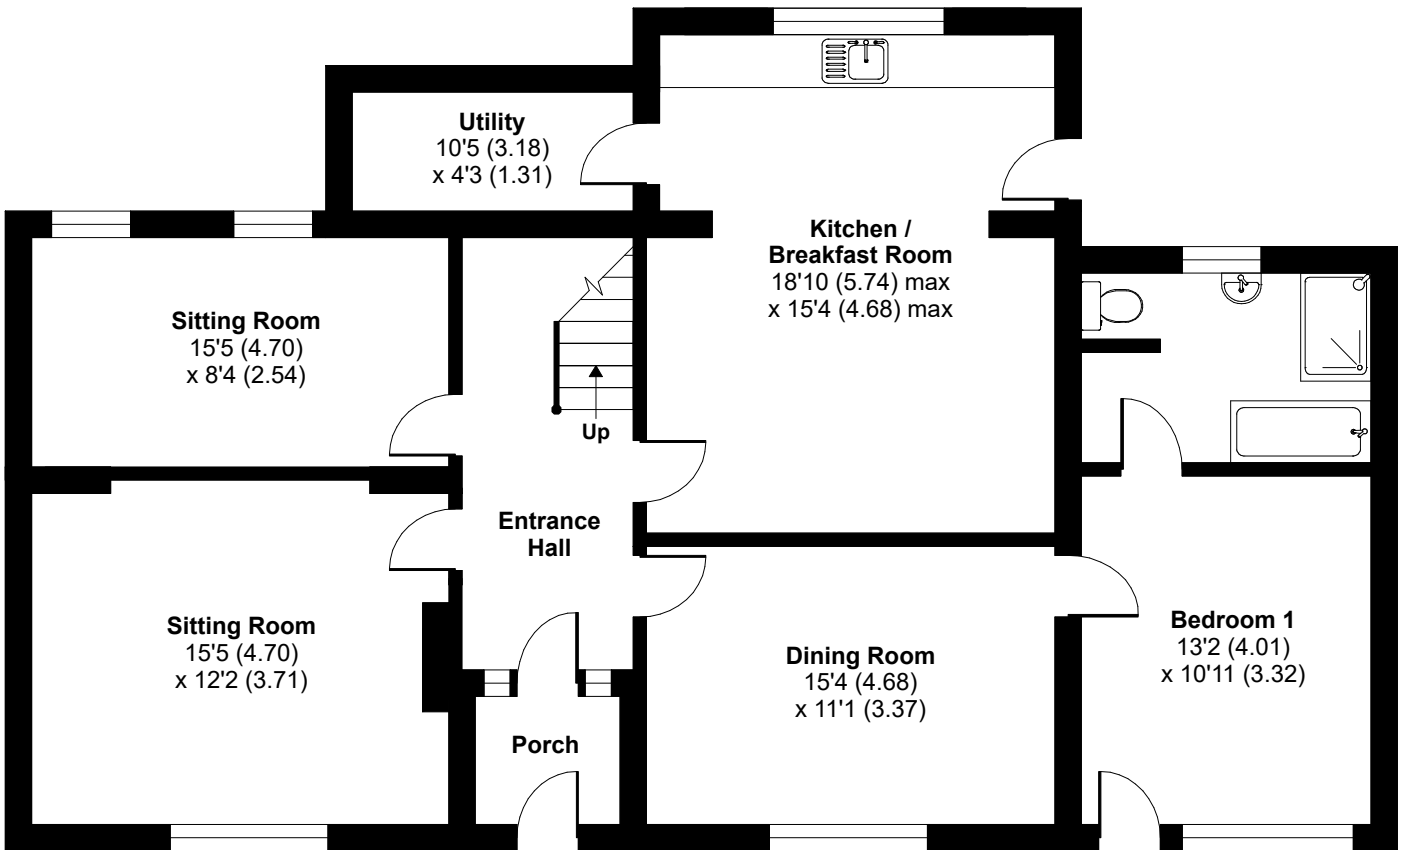 Utility
10'5 (3.18)
x 4'3 (1.31)
Kitchen /
Breakfast Room
18'10 (5.74) max
x 15'4 (4.68) max
Sitting Room
15'5 (4.70)
x 8'4 (2.54)
Up
Entrance
Hall
Sitting Room
15'5 (4.70)
x 12'2 (3.71)
Dining Room
15'4 (4.68)
x 11'1 (3.37)
Bedroom 1
13'2 (4.01)
x 10'11 (3.32)
Porch